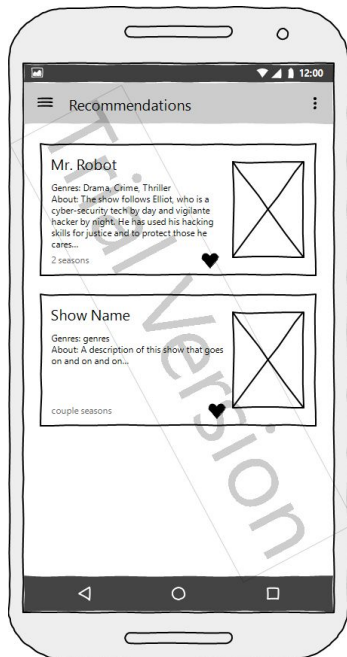 12:00
Recommendations
Mr. Robot
Genres: Drama, Crime, Thriller
About: The show follows Elliot, who is a
cyber-security tech by day and vigilante
hacker by night. He has used his hacking
skills for justice and to protect those he
cares...
2 seasons
Show Name
Genres: genres
About: A description of this show that goes
on and on and on...
couple seasons
Trial Version